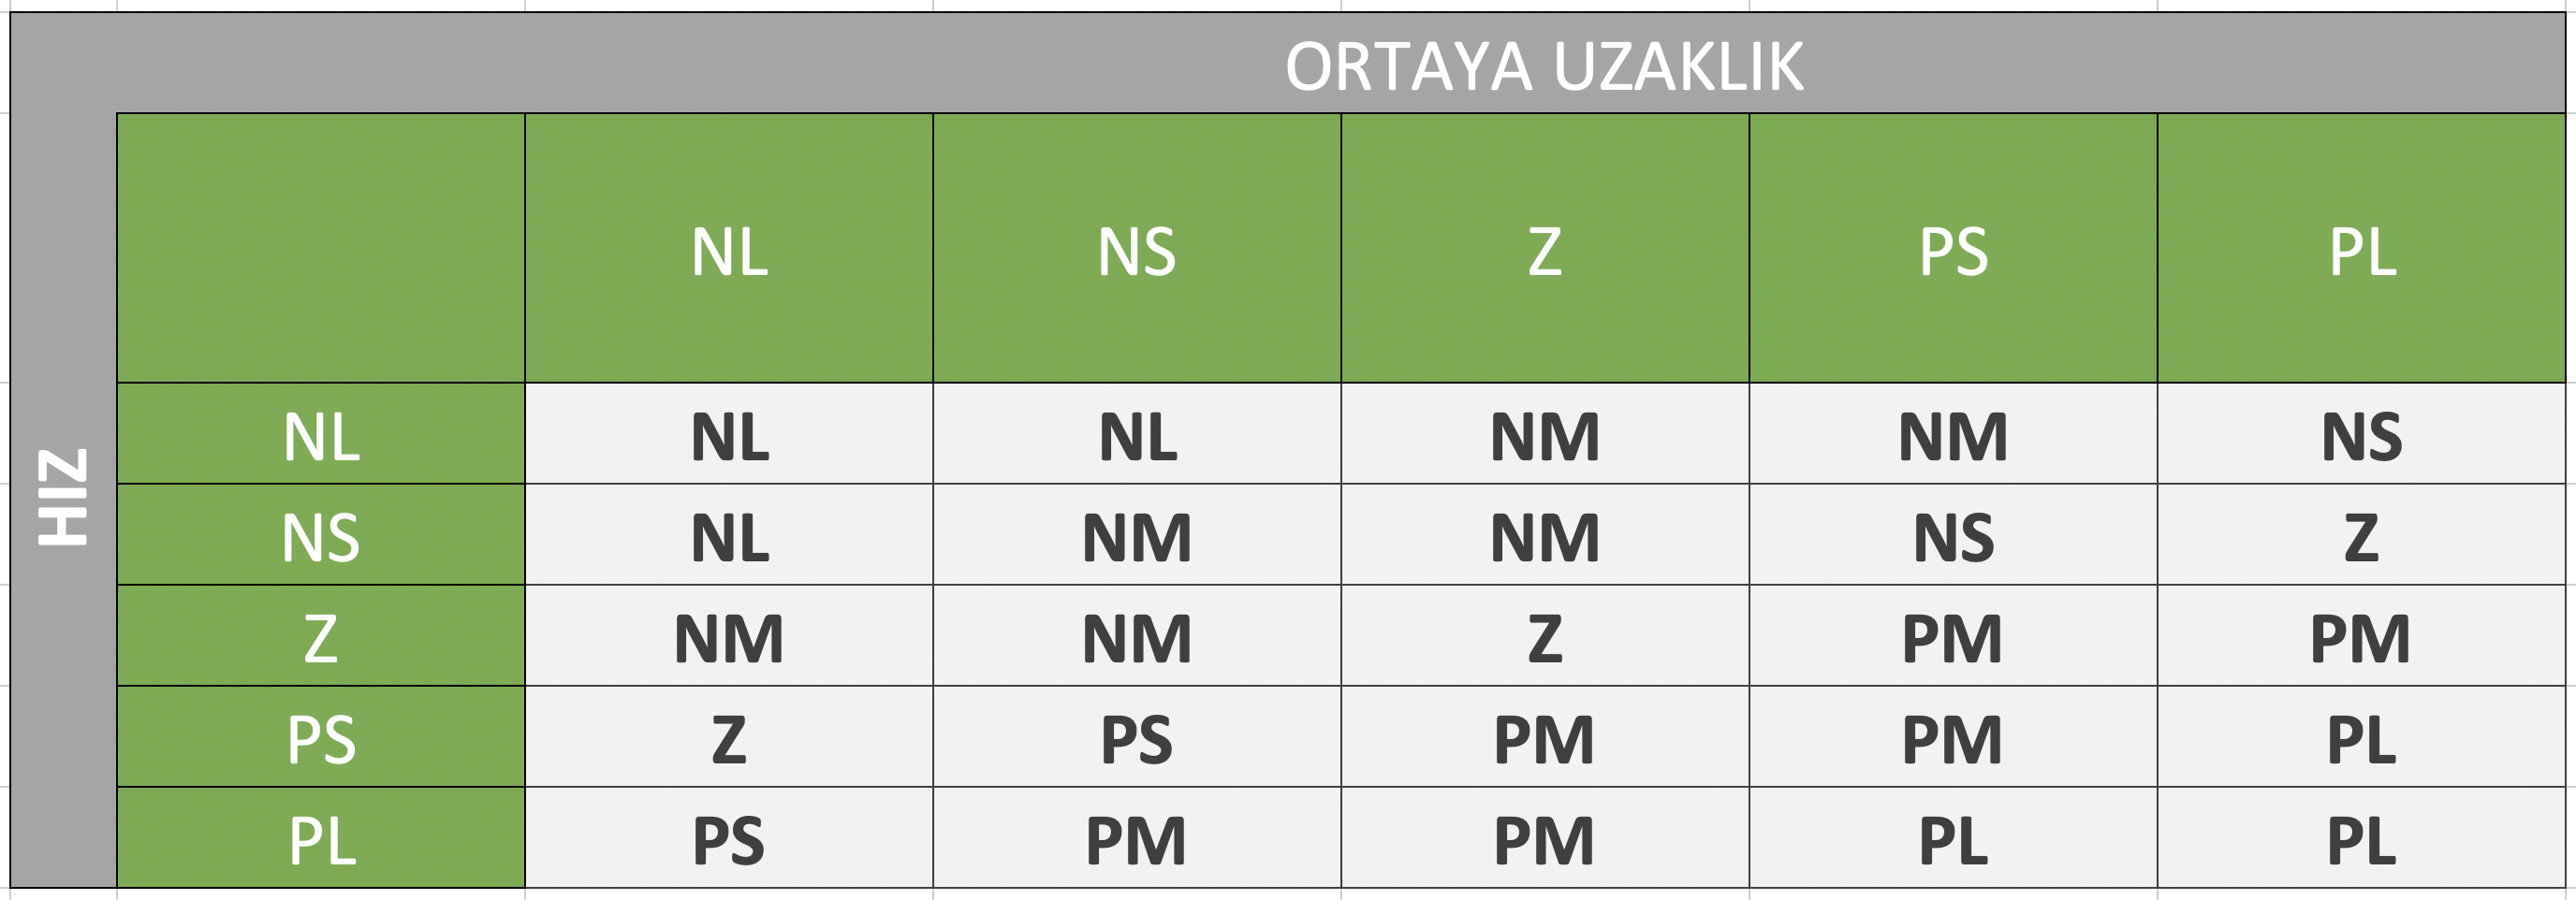 ORTAYA UZAKLIK
HIZ
NL NS Z PS PL
NL NL NL NM NM NS
NS NL NM NM NS Z
Z NM NM Z PM PM
PS Z PS PM PM PL
PL PS PM PM PL PL